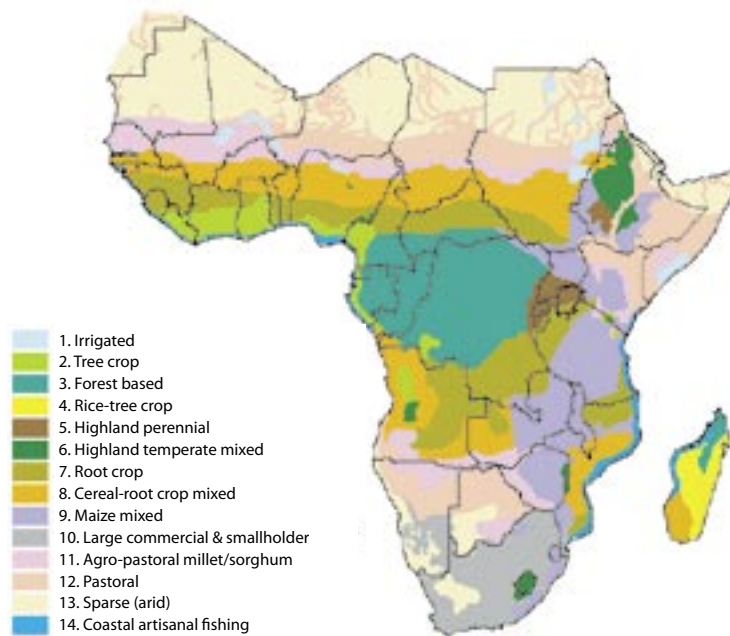 1. Irrigated
2. Tree crop
3. Forest based
4. Rice-tree crop
5. Highland perennial
6. Highland temperate mixed
7. Root crop
8. Cereal-root crop mixed
9. Maize mixed
10. Large commercial & smallholder
11. Agro-pastoral millet/sorghum
12. Pastoral
13. Sparse (arid)
14. Coastal artisanal fishing